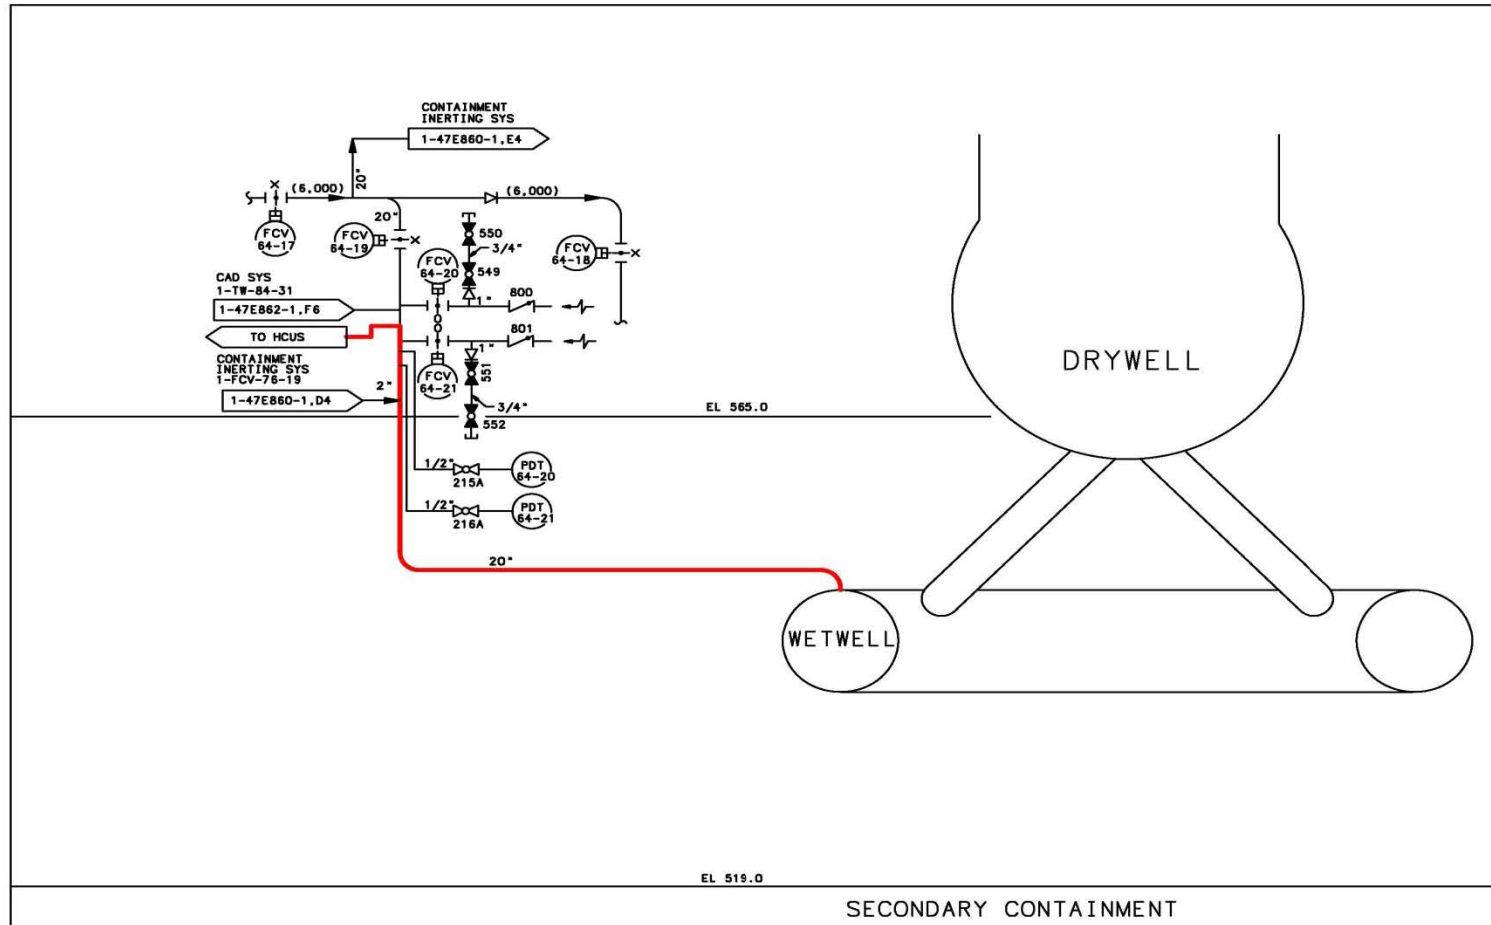 CONTAINMENT
INERTING SYS
1-47E860-1,E4
20"
(6,000)
(6,000)
FCV
64-17
20"
FCV
64-19
FCV
64-20
550
3/4"
549
FCV
64-18
CAD SYS
1-TW-84-31
1-47E862-1,F6
1"
800
TO HCUS
801
CONTAINMENT
INERTING SYS
1-FCV-76-19
1-47E860-1,D4
2"
FCV
64-21
1"
551
3/4"
552
EL 565.0
DRYWELL
1/2"
215A
PDT
64-20
1/2"
216A
PDT
64-21
20"
WETWELL
EL 519.0
SECONDARY CONTAINMENT